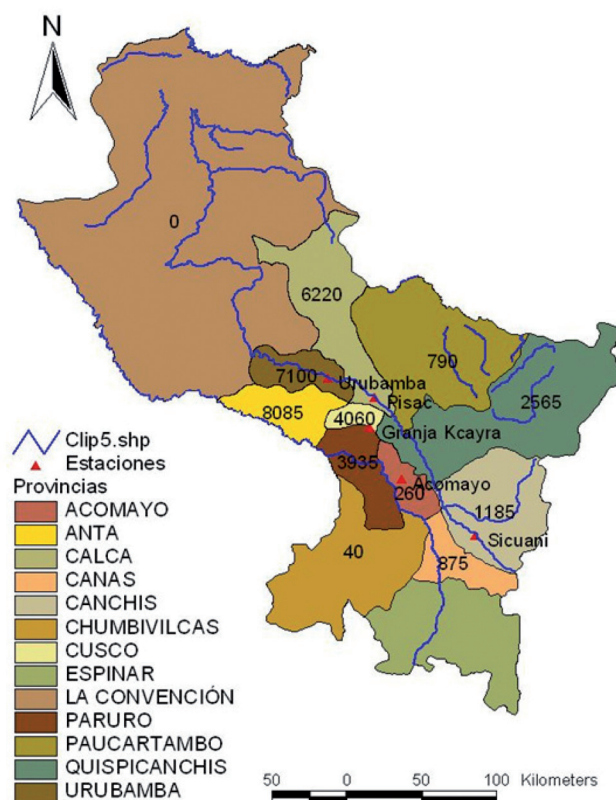 N
0
6220
790
7100
Urubamba
Pisac
2565
8085
4060
Granja Kcayra
3935
Acomayo
260
1185
Sicuani
40
875
Clip5.shp
Estaciones
Provincias
ACOMAYO
ANTA
CALCA
CANAS
CANCHIS
CHUMBIVILCAS
CUSCO
ESPINAR
LA CONVENCIÓN
PARURO
PAUCARTAMBO
QUISPICANCHIS
URUBAMBA
50 0 50 100 Kilometers